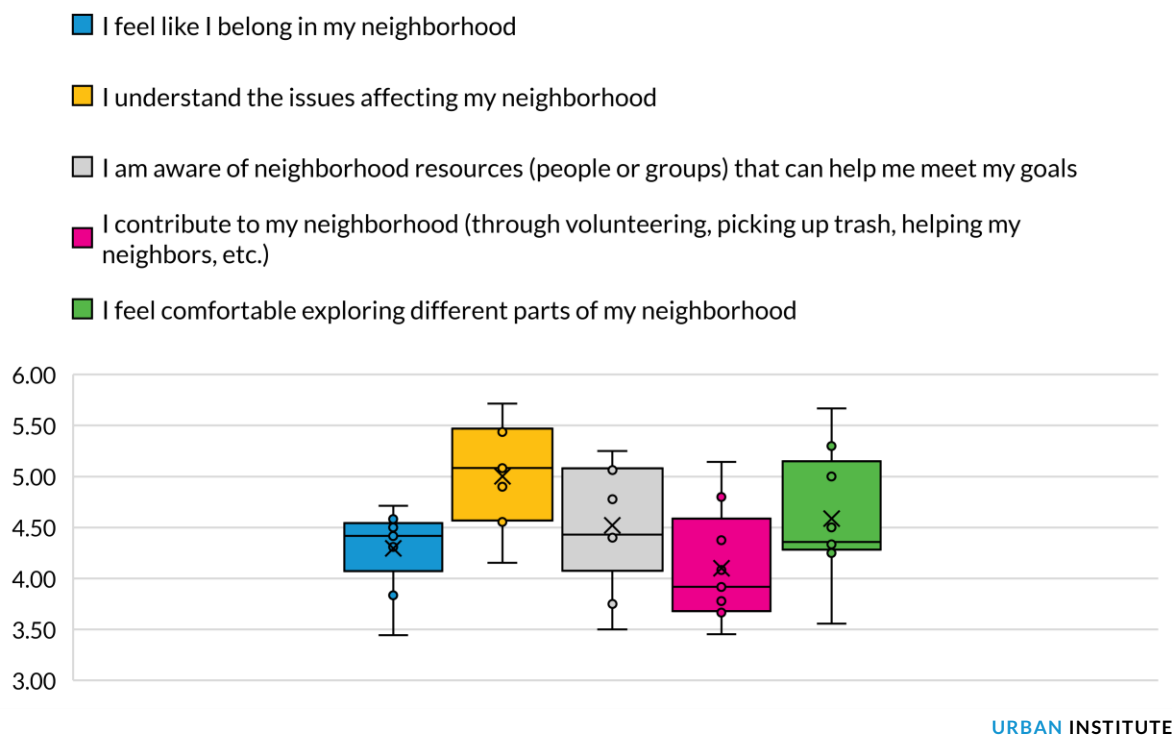 I feel like I belong in my neighborhood
I understand the issues affecting my neighborhood
I am aware of neighborhood resources (people or groups) that can help me meet my goals
I contribute to my neighborhood (through volunteering, picking up trash, helping my
neighbors, etc.)
I feel comfortable exploring different parts of my neighborhood
6.00
5.50
5.00
4.50
4.00
3.50
3.00
URBAN INSTITUTE